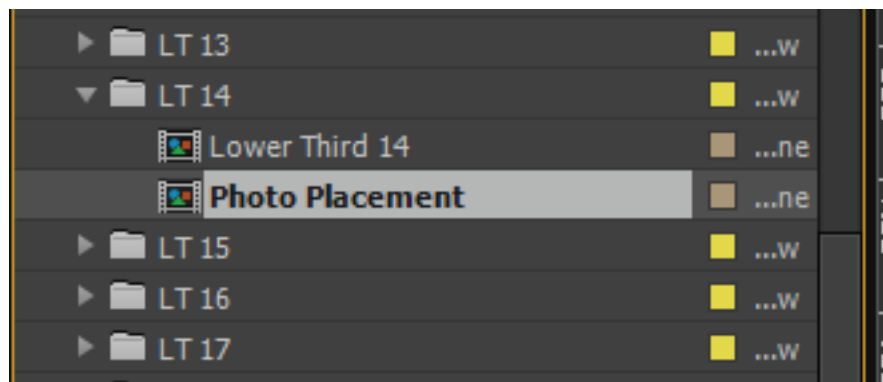 LT 13 ...w
LT 14 ...w
Lower Third 14 ...ne
Photo Placement ...ne
LT 15 ...w
LT 16 ...w
LT 17 ...w